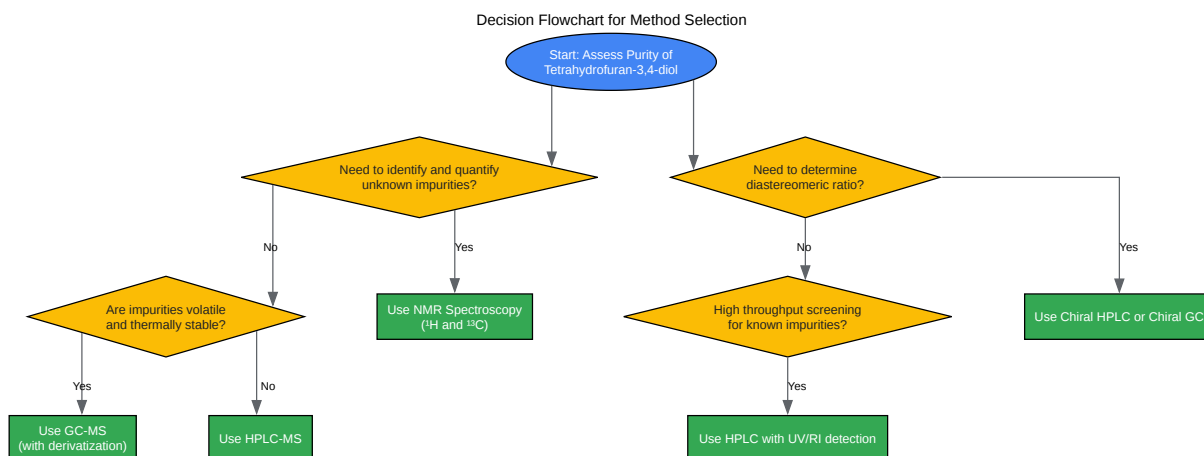 Decision Flowchart for Method Selection
Start: Assess Purity of
Tetrahydrofuran-3,4-diol
Need to identify and quantify
unknown impurities?
Need to determine
diastereomeric ratio?
No
Yes
No
Yes
Are impurities volatile
and thermally stable?
Use NMR Spectroscopy
(¹H and ¹³C)
High throughput screening
for known impurities?
Use Chiral HPLC or Chiral GC
Yes
No
Yes
Use GC-MS
(with derivatization)
Use HPLC-MS
Use HPLC with UV/RI detection